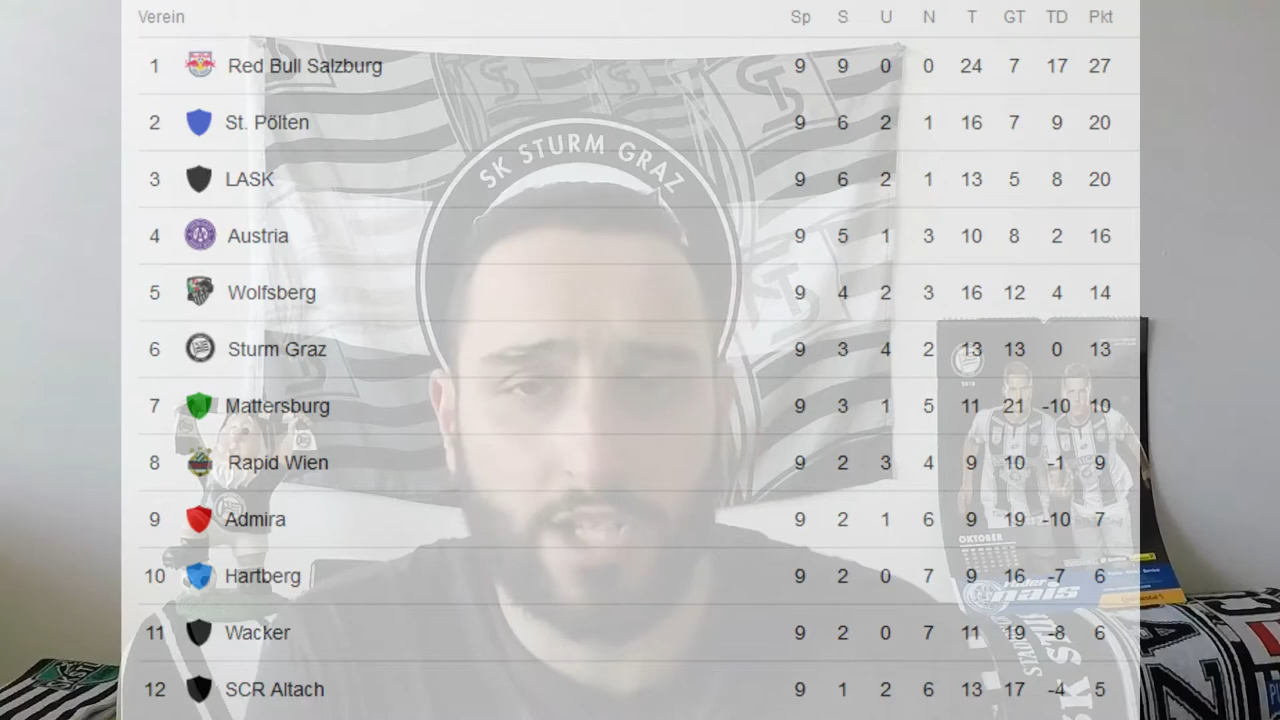 Verein Sp S U N T GT TD Pkt
1 Red Bull Salzburg 9 9 0 0 24 7 17 27
2 St. Pölten 9 6 2 1 16 7 9 20
3 LASK 9 6 2 1 13 5 8 20
4 Austria 9 5 1 3 10 8 2 16
5 Wolfsberg 9 4 2 3 16 12 4 14
6 Sturm Graz 9 3 4 2 13 13 0 13
7 Mattersburg 9 3 1 5 11 21 -10 10
8 Rapid Wien 9 2 3 4 9 10 -1 9
9 Admira 9 2 1 6 9 19 -10 7
10 Hartberg 9 2 0 7 9 16 -7 6
11 Wacker 9 2 0 7 11 19 -8 6
12 SCR Altach 9 1 2 6 13 17 -4 5
SK STURM GRAZ
OKTOBER